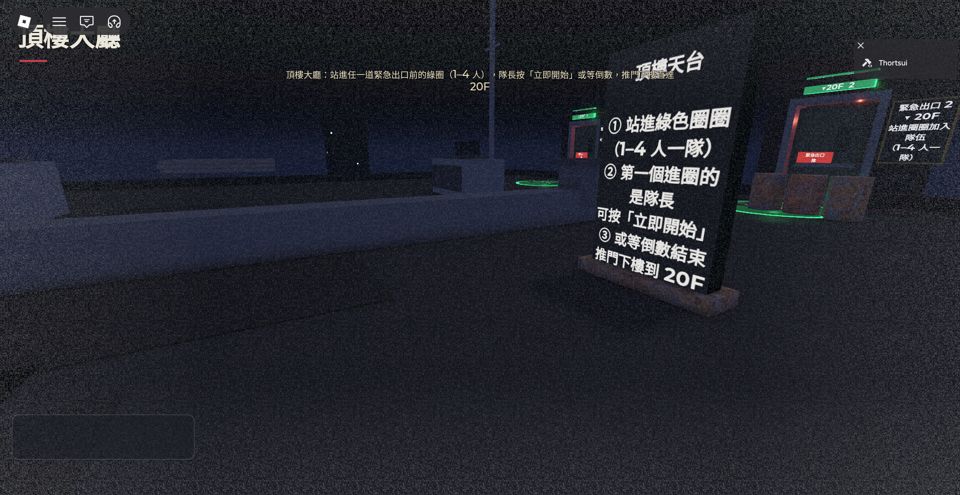 頂樓大廳
頂樓大廳：站進任一道緊急出口前的綠圈（1–4 人），隊長按「立即開始」或等倒數，推門
20F
Thortsui
頂樓天台
① 站進綠色圈圈
（1–4 人一隊）
② 第一個進圈的
是隊長
可按「立即開始」
③ 或等倒數結束
推門下樓到 20F
▼20F 2
緊急出口
緊急出口 2
▼ 20F
站進圈圈加入
隊伍
（1–4 人一
隊）